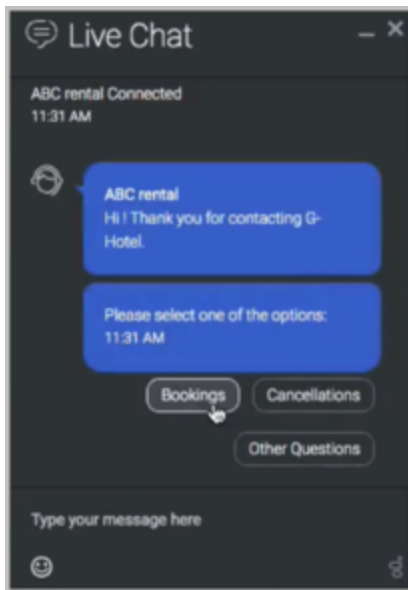 Live Chat
ABC rental Connected
11:31 AM
ABC rental
Hi ! Thank you for contacting G-
Hotel.
Please select one of the options:
11:31 AM
Bookings
Cancellations
Other Questions
Type your message here